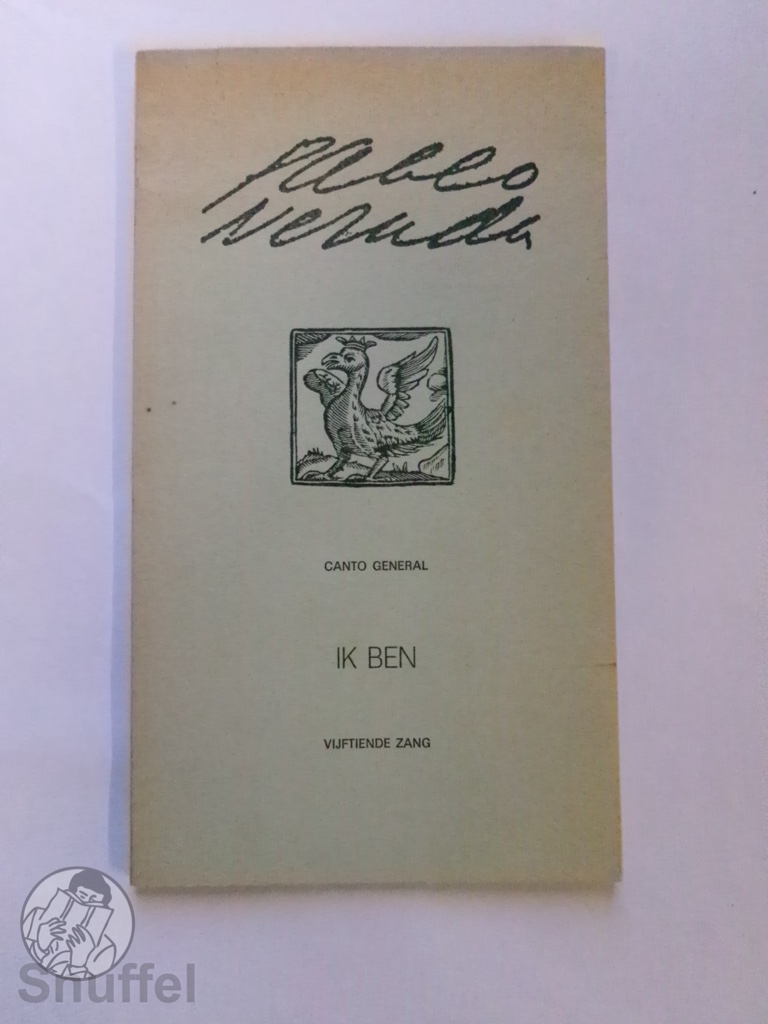 Pablo
Neruda
CANTO GENERAL
IK BEN
VIJFTIENDE ZANG
Snuffel